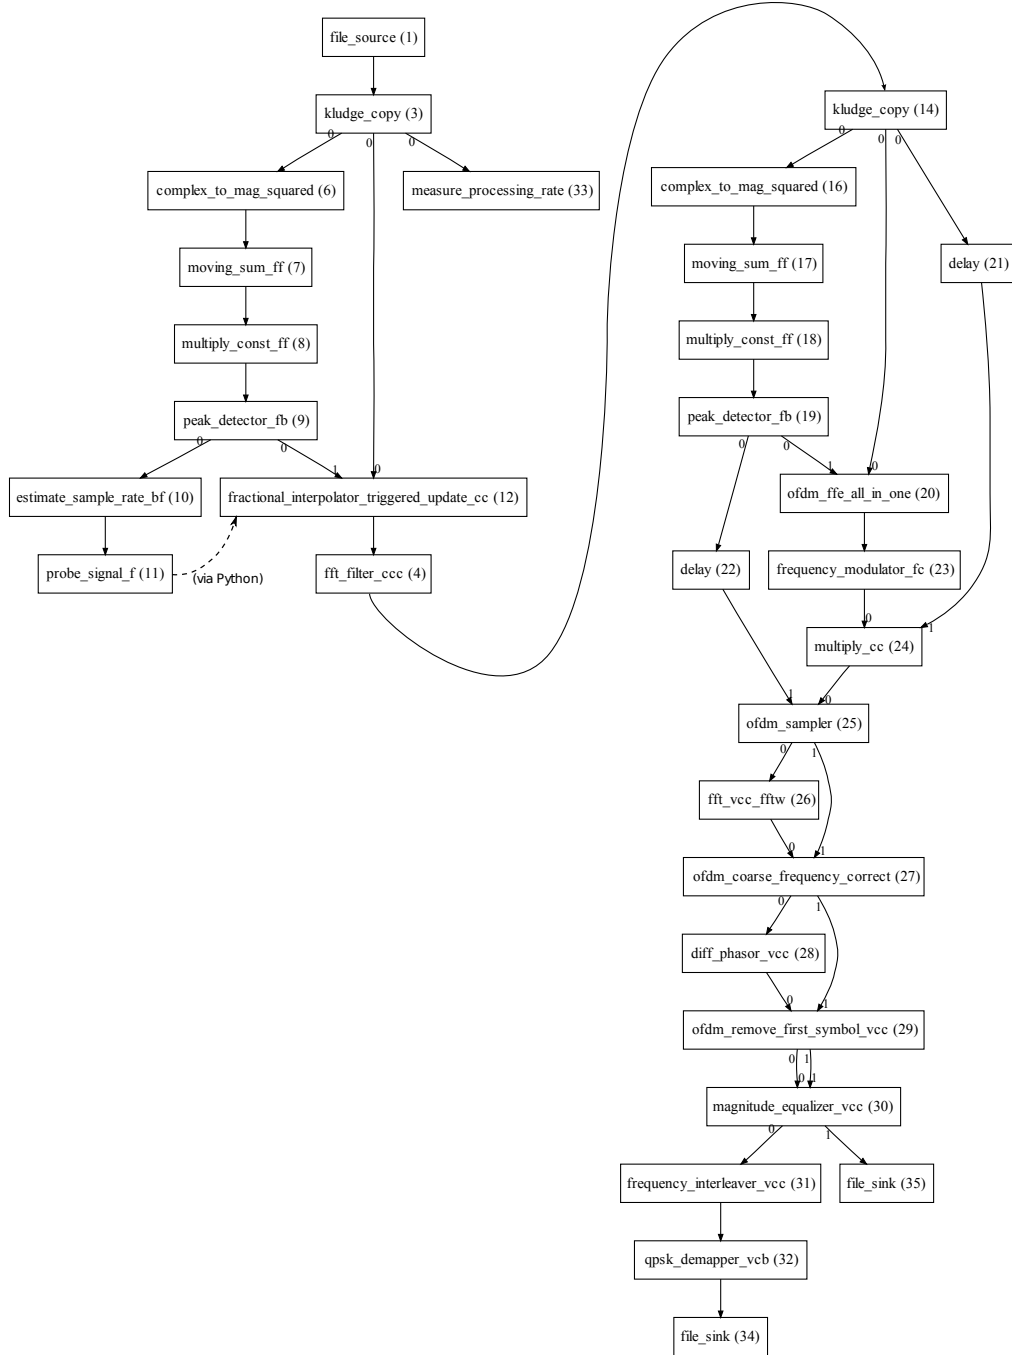 file_source (1)
kludge_copy (3)
0
0
0
complex_to_mag_squared (6)
measure_processing_rate (33)
moving_sum_ff (7)
multiply_const_ff (8)
peak_detector_fb (9)
0
0
1
0
estimate_sample_rate_bf (10)
fractional_interpolator_triggered_update_cc (12)
probe_signal_f (11)
(via Python)
fft_filter_ccc (4)
kludge_copy (14)
0
0
0
complex_to_mag_squared (16)
delay (21)
moving_sum_ff (17)
multiply_const_ff (18)
peak_detector_fb (19)
0
0
1
0
ofdm_ffe_all_in_one (20)
delay (22)
frequency_modulator_fc (23)
0
1
multiply_cc (24)
1
0
ofdm_sampler (25)
0
1
fft_vcc_fftw (26)
0
1
ofdm_coarse_frequency_correct (27)
0
1
diff_phasor_vcc (28)
0
1
ofdm_remove_first_symbol_vcc (29)
0
1
0
1
magnitude_equalizer_vcc (30)
0
1
frequency_interleaver_vcc (31)
file_sink (35)
qpsk_demapper_vcb (32)
file_sink (34)